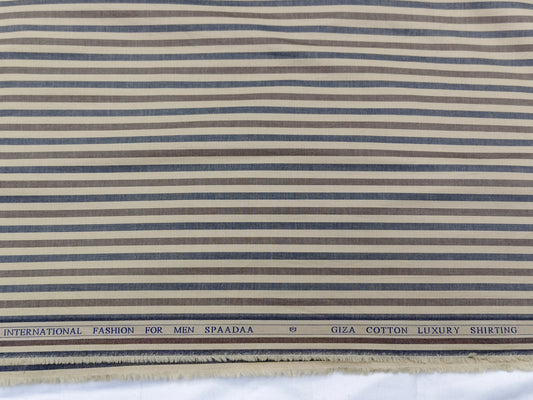 INTERNATIONAL FASHION FOR MEN SPAADAA GIZA COTTON LUXURY SHIRTING